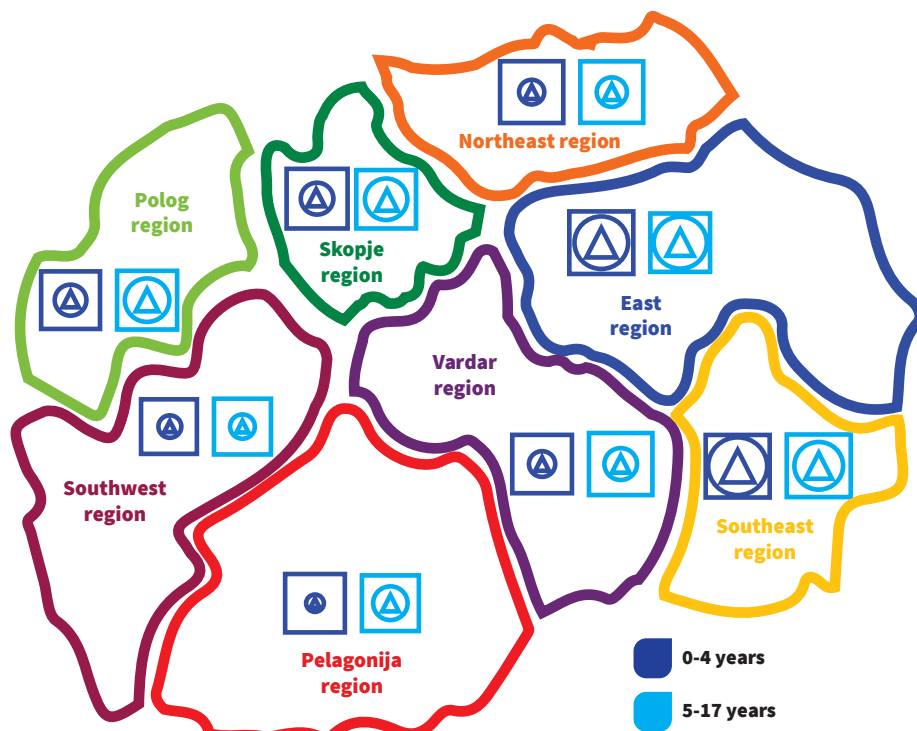 Northeast region
Polog
region
Skopje
region
East
region
Vardar
region
Southwest
region
Southeast
region
Pelagonija
region
0-4 years
5-17 years